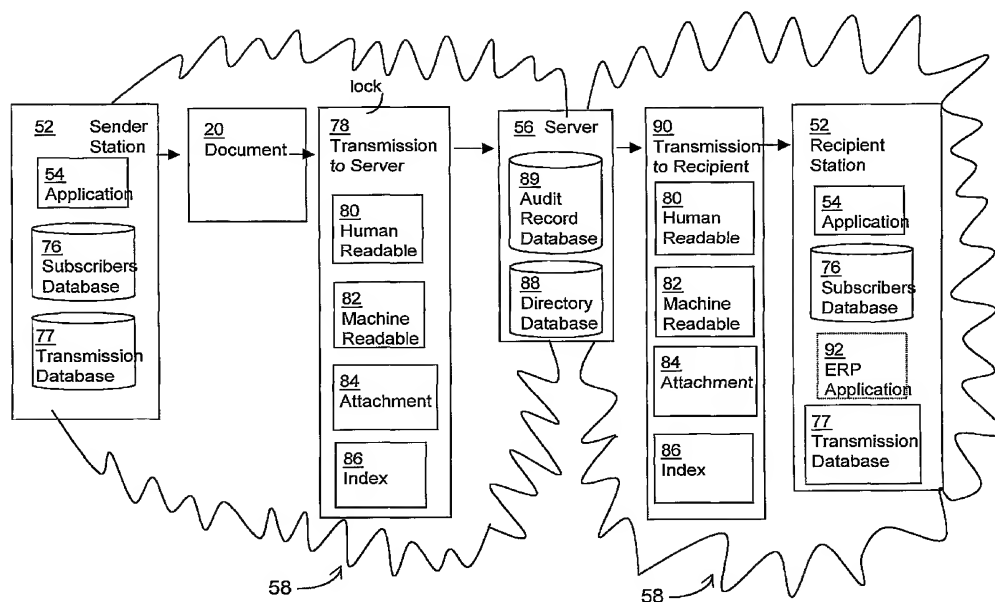 lock
52 Sender
Station
54
Application
76
Subscribers
Database
77
Transmission
Database
20
Document
78
Transmission
to Server
80
Human
Readable
82
Machine
Readable
84
Attachment
86
Index
56 Server
89
Audit
Record
Database
88
Directory
Database
90
Transmission
to Recipient
80
Human
Readable
82
Machine
Readable
84
Attachment
86
Index
52
Recipient
Station
54
Application
76
Subscribers
Database
92
ERP
Application
77
Transmission
Database
58
58